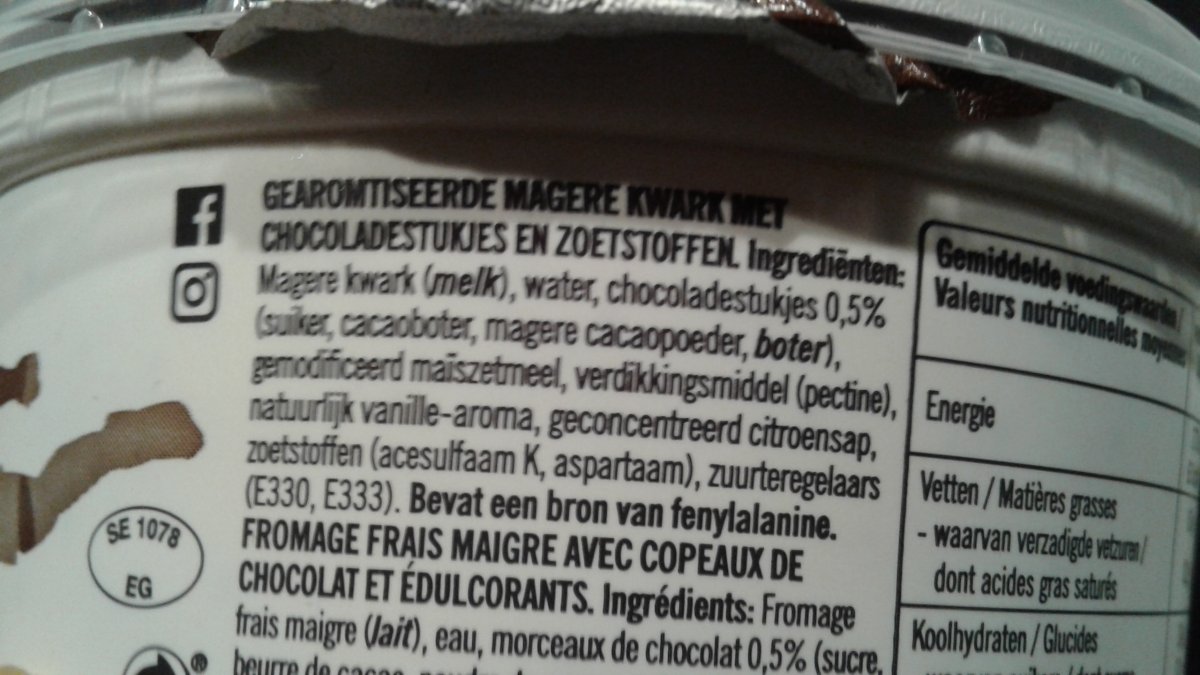 GEAROMTISEERDE MAGERE KWARK MET
CHOCOLADESTUKJES EN ZOETSTOFFEN. Ingrediënten:
Magere kwark (melk), water, chocoladestukjes 0,5%
(suiker, cacaoboter, magere cacaopoeder, boter),
gemodificeerd maïszetmeel, verdikkingsmiddel (pectine),
natuurlijk vanille-aroma, geconcentreerd citroensap,
zoetstoffen (acesulfaam K, aspartaam), zuurteregelaars
(E330, E333). Bevat een bron van fenylalanine.
FROMAGE FRAIS MAIGRE AVEC COPEAUX DE
CHOCOLAT ET ÉDULCORANTS. Ingrédients: Fromage
frais maigre (lait), eau, morceaux de chocolat 0,5% (sucre,
beurre de cacao,
SE 1078
EG
®
Gemiddelde voedingswaarden /
Valeurs nutritionnelles moyennes
Energie
Vetten / Matières grasses
- waarvan verzadigde vetzuren /
dont acides gras saturés
Koolhydraten / Glucides